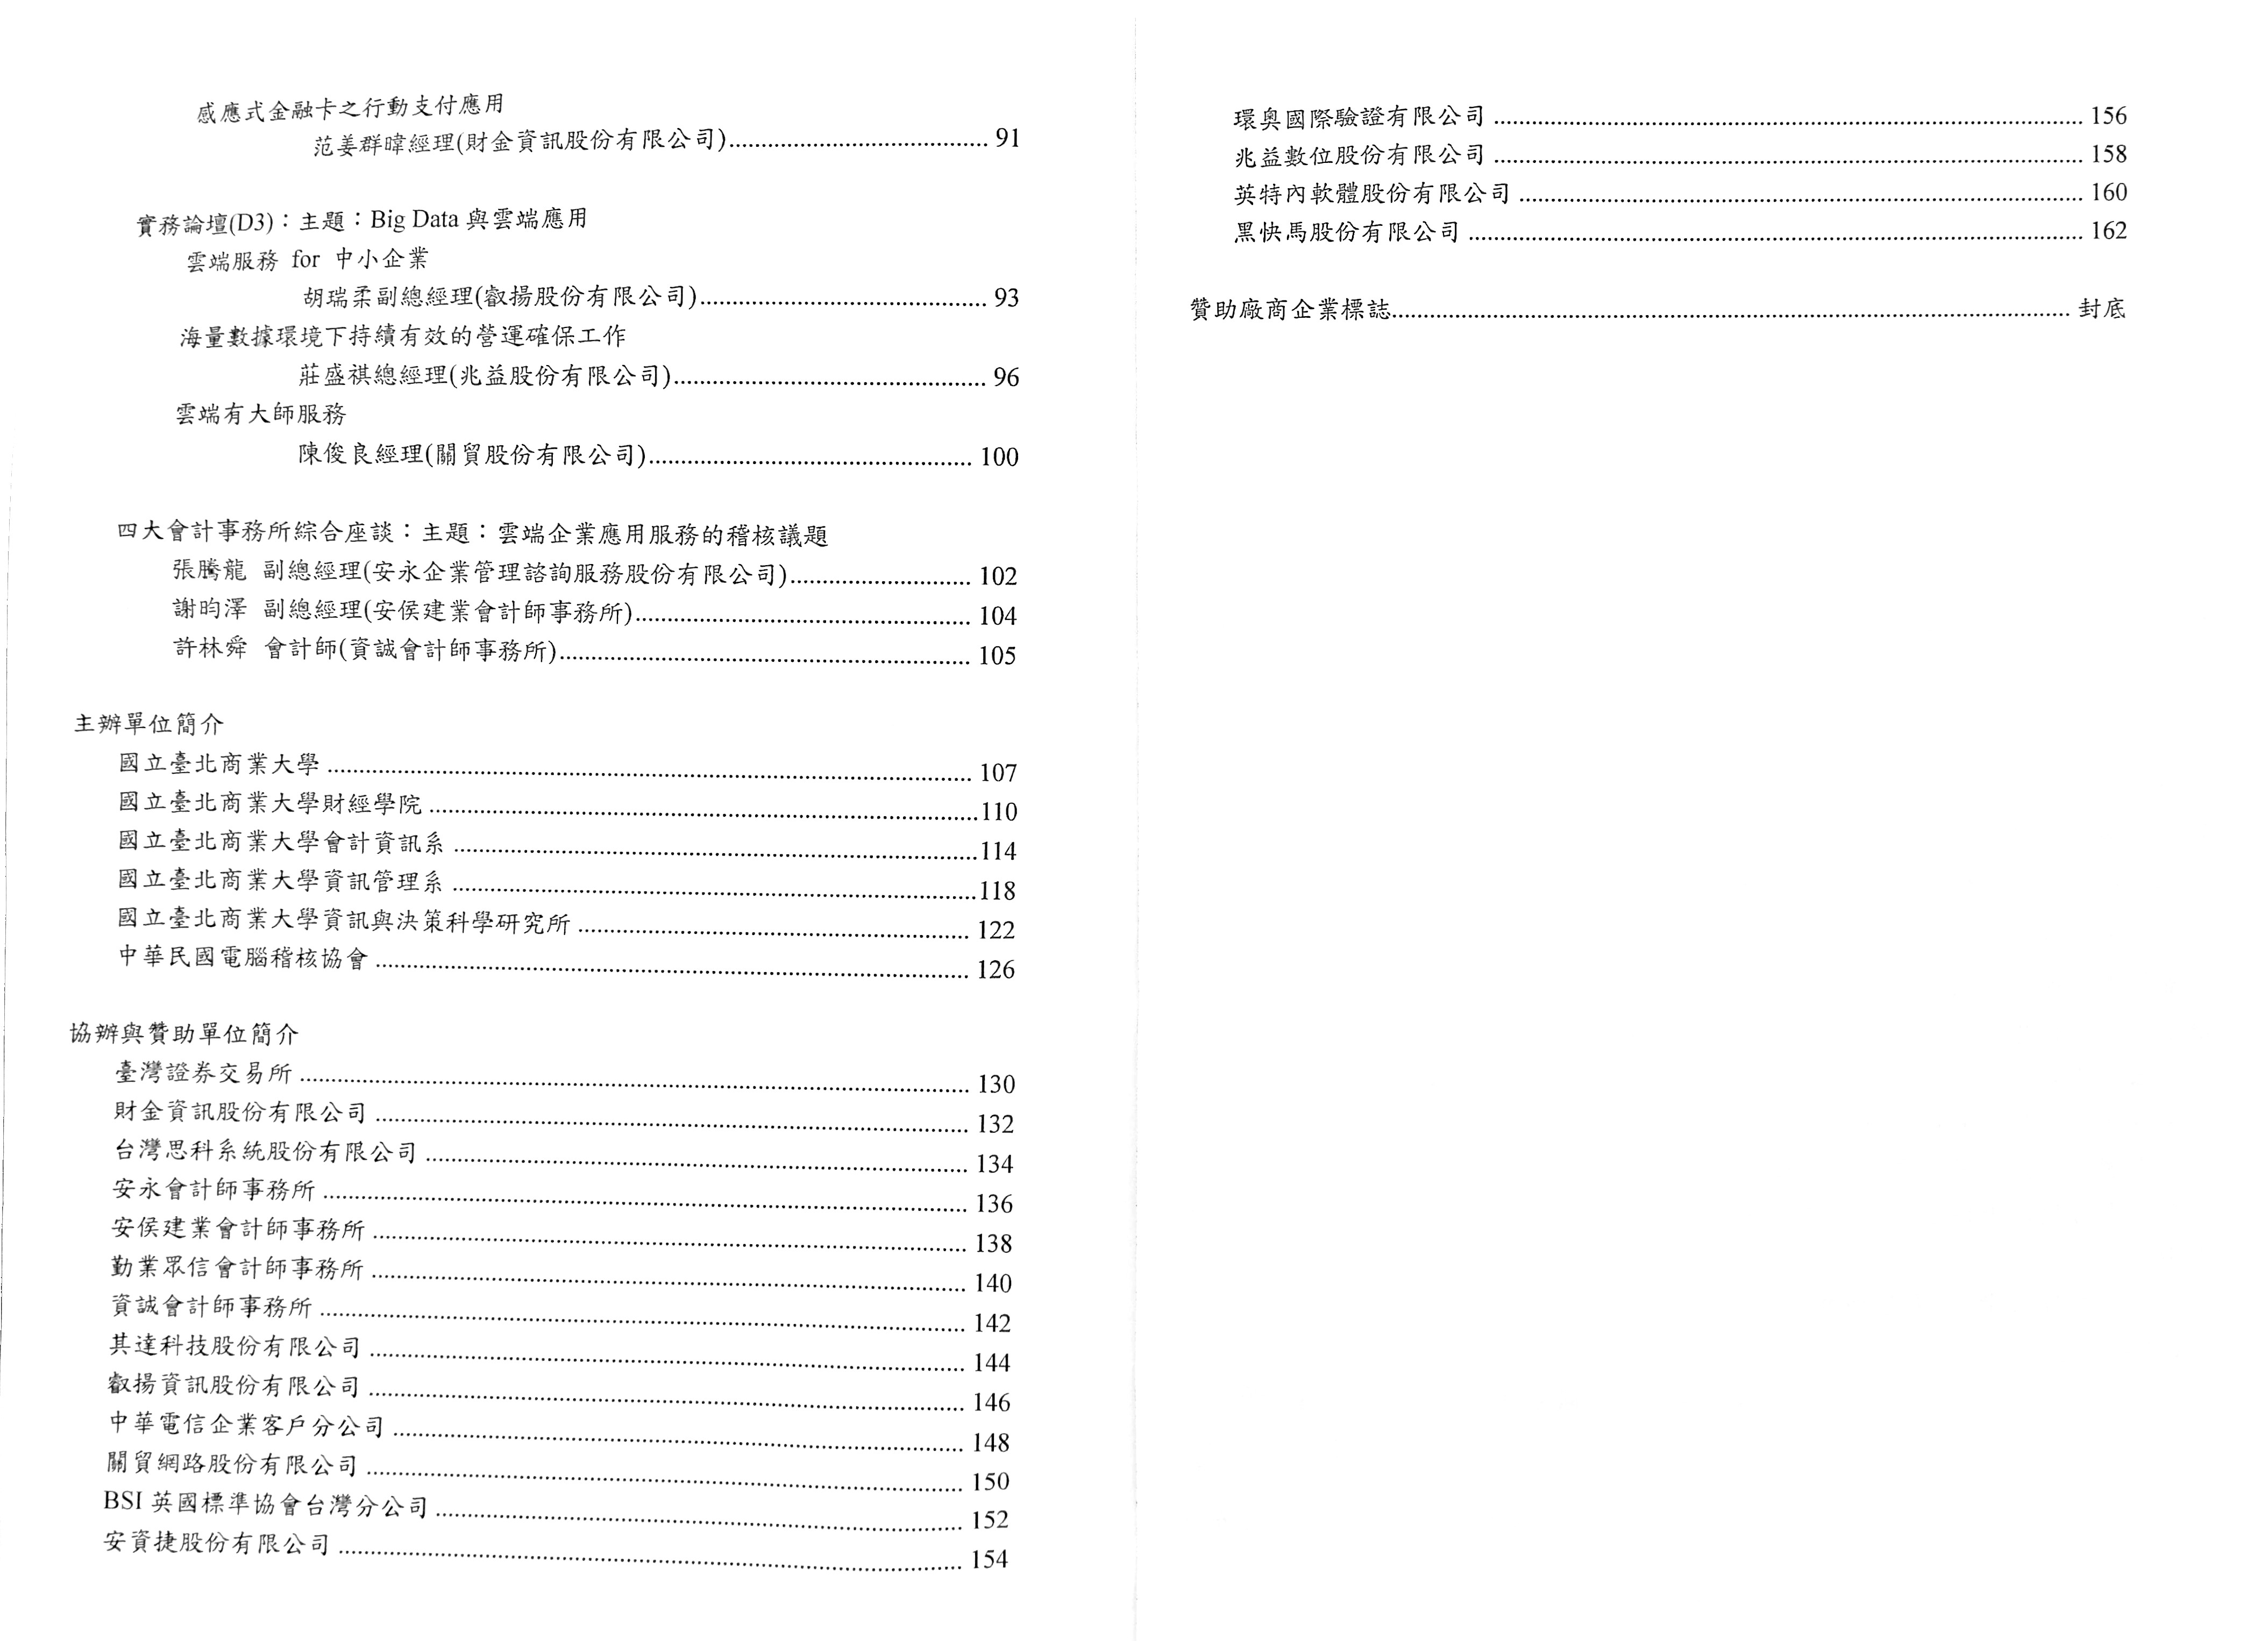 感應式金融卡之行動支付應用
范姜群暐經理(財金資訊股份有限公司)........................................ 91
實務論壇(D3)：主題：Big Data 與雲端應用
雲端服務 for 中小企業
胡瑞柔副總經理(叡揚股份有限公司)........................................ 93
海量數據環境下持續有效的營運確保工作
莊盛祺總經理(兆益股份有限公司)........................................ 96
雲端有大師服務
陳俊良經理(關貿股份有限公司)........................................ 100
四大會計事務所綜合座談：主題：雲端企業應用服務的稽核議題
張騰龍 副總經理(安永企業管理諮詢服務股份有限公司)........................................ 102
謝昀澤 副總經理(安侯建業會計師事務所)........................................ 104
許林舜 會計師(資誠會計師事務所)........................................ 105
主辦單位簡介
國立臺北商業大學 ........................................ 107
國立臺北商業大學財經學院 ........................................ 110
國立臺北商業大學會計資訊系 ........................................ 114
國立臺北商業大學資訊管理系 ........................................ 118
國立臺北商業大學資訊與決策科學研究所 ........................................ 122
中華民國電腦稽核協會 ........................................ 126
協辦與贊助單位簡介
臺灣證券交易所 ........................................ 130
財金資訊股份有限公司 ........................................ 132
台灣思科系統股份有限公司 ........................................ 134
安永會計師事務所 ........................................ 136
安侯建業會計師事務所 ........................................ 138
勤業眾信會計師事務所 ........................................ 140
資誠會計師事務所 ........................................ 142
其達科技股份有限公司 ........................................ 144
叡揚資訊股份有限公司 ........................................ 146
中華電信企業客戶分公司 ........................................ 148
關貿網路股份有限公司 ........................................ 150
BSI 英國標準協會台灣分公司 ........................................ 152
安資捷股份有限公司 ........................................ 154
環奧國際驗證有限公司 ........................................ 156
兆益數位股份有限公司 ........................................ 158
英特內軟體股份有限公司 ........................................ 160
黑快馬股份有限公司 ........................................ 162
贊助廠商企業標誌........................................ 封底